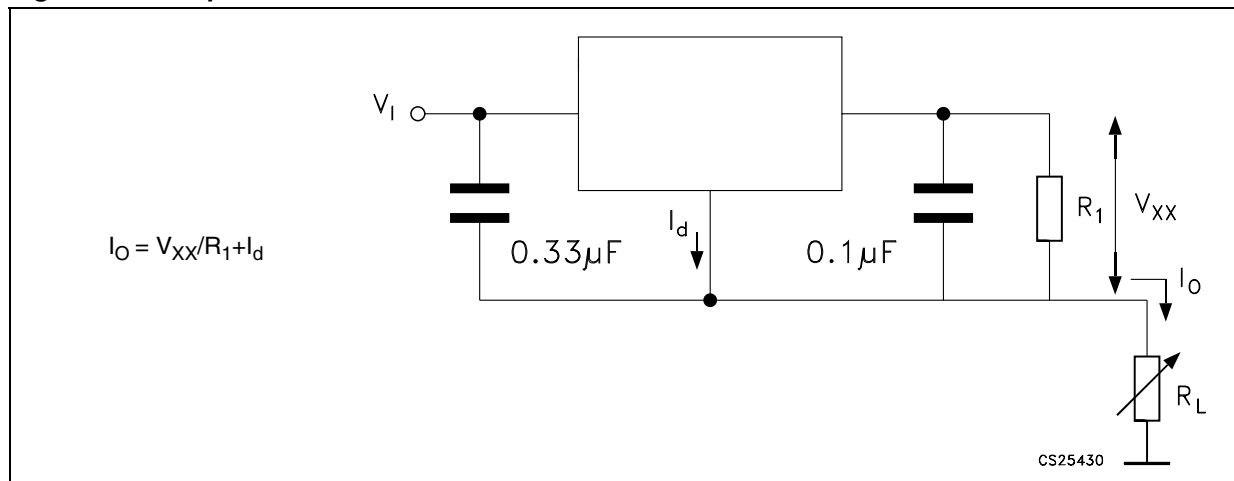 V_I
I_d
R_1
V_XX
I_O = V_XX/R_1+I_d
0.33µF
0.1µF
I_O
R_L
CS25430